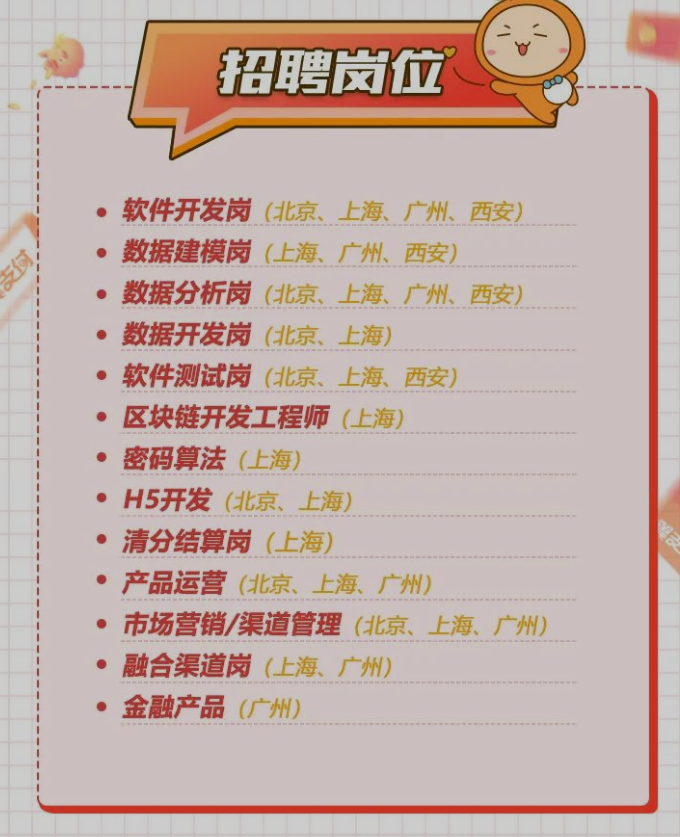 招聘岗位
软件开发岗（北京、上海、广州、西安）
数据建模岗（上海、广州、西安）
数据分析岗（北京、上海、广州、西安）
数据开发岗（北京、上海）
软件测试岗（北京、上海、西安）
区块链开发工程师（上海）
密码算法（上海）
H5开发（北京、上海）
清分结算岗（上海）
产品运营（北京、上海、广州）
市场营销/渠道管理（北京、上海、广州）
融合渠道岗（上海、广州）
金融产品（广州）
支付